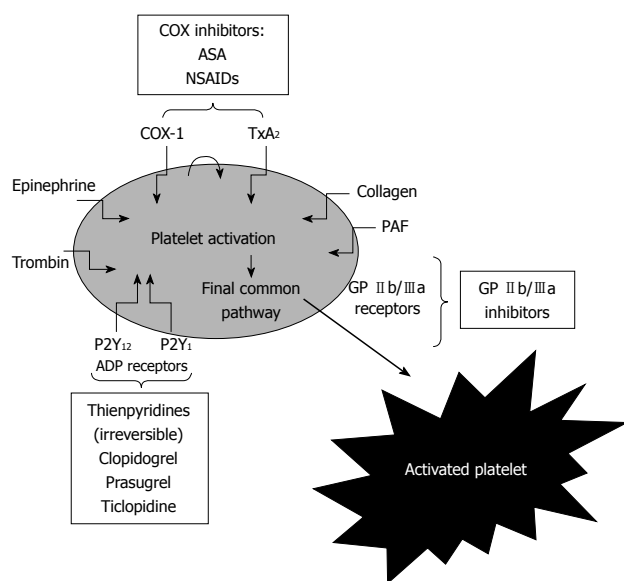 COX inhibitors:
ASA
NSAIDs
COX-1
TxA₂
Epinephrine
Collagen
PAF
Platelet activation
Trombin
Final common
pathway
GP Ⅱb/Ⅲa
receptors
GP Ⅱb/Ⅲa
inhibitors
P2Y₁₂
P2Y₁
ADP receptors
Thienpyridines
(irreversible)
Clopidogrel
Prasugrel
Ticlopidine
Activated platelet